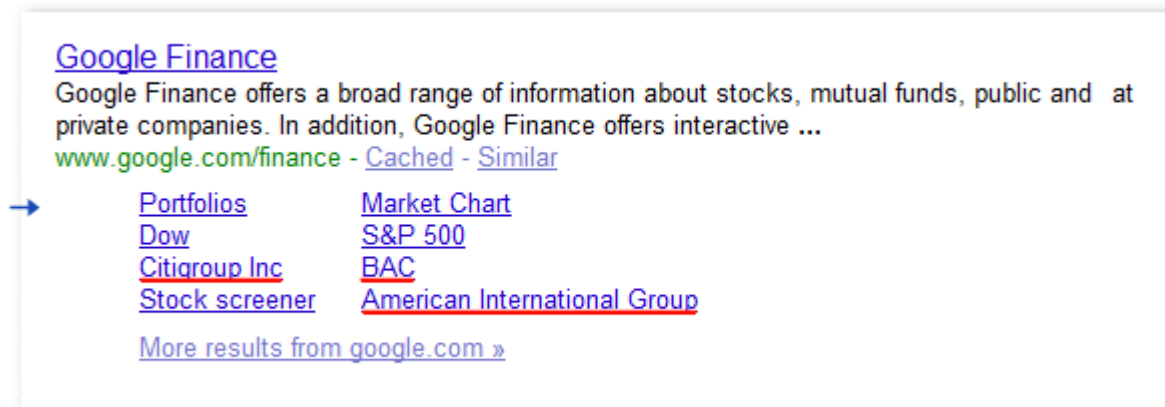 Google Finance
Google Finance offers a broad range of information about stocks, mutual funds, public and at
private companies. In addition, Google Finance offers interactive ...
www.google.com/finance - Cached - Similar
Portfolios Market Chart
Dow S&P 500
Citigroup Inc BAC
Stock screener American International Group
More results from google.com »